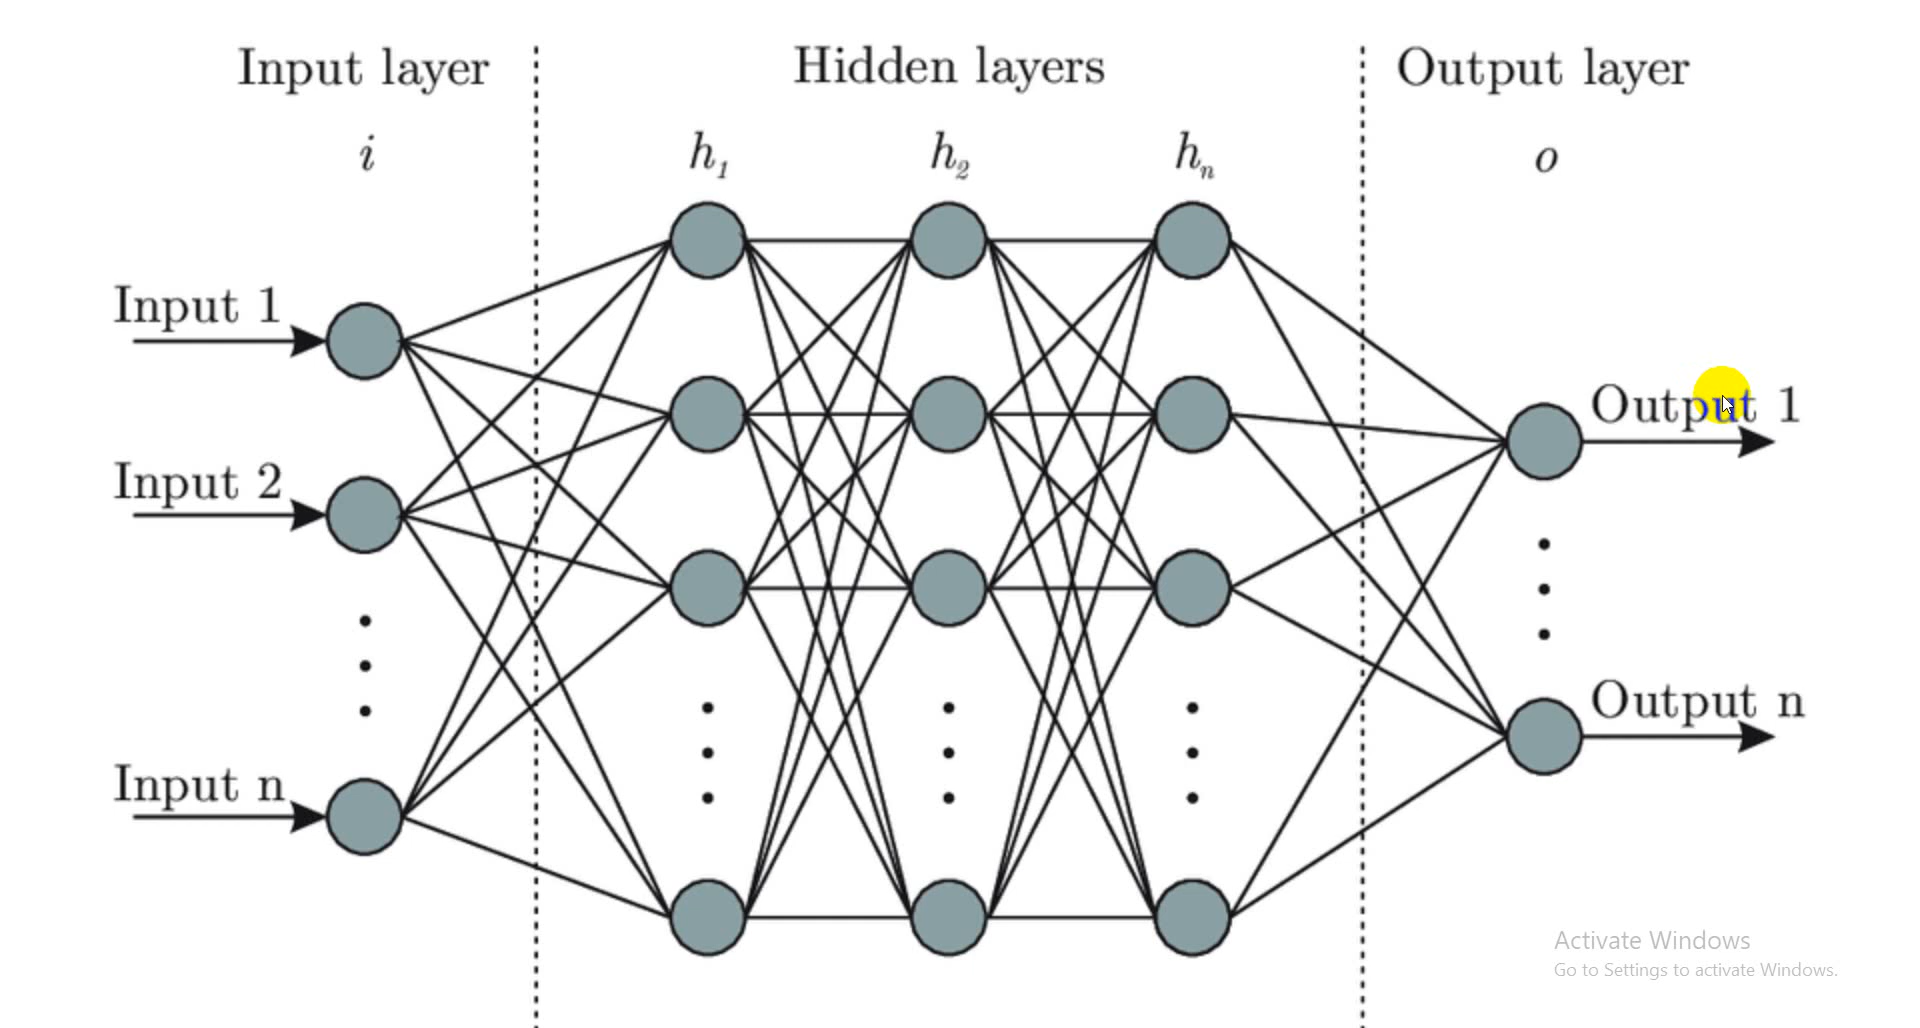 Input layer
Hidden layers
Output layer
i
h1
h2
hn
o
Input 1
Input 2
Input n
Output 1
Output n
Activate Windows
Go to Settings to activate Windows.